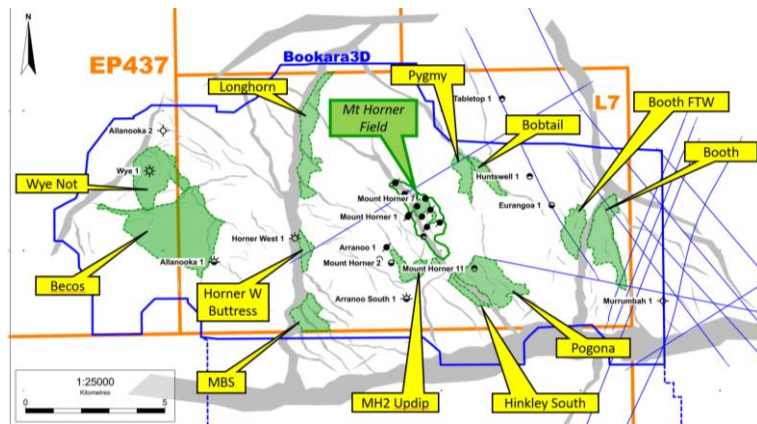 N
EP437
Bookara3D
Longhorn
Pygmy
Mt Horner
Field
Tabletop 1
L7
Booth FTW
Bobtail
Booth
Allanooka 2
Wye 1
Wye Not
Huntswell 1
Mount Horner 7
Eurangoa 1
Mount Horner 1
Horner West 1
Arranoo 1
Allanooka 1
Mount Horner 2
Mount Horner 11
Becos
Horner W
Buttress
Arranoo South 1
Murrumbah 1
Pogona
MBS
MH2 Updip
Hinkley South
1:25000
Kilometres
0
5